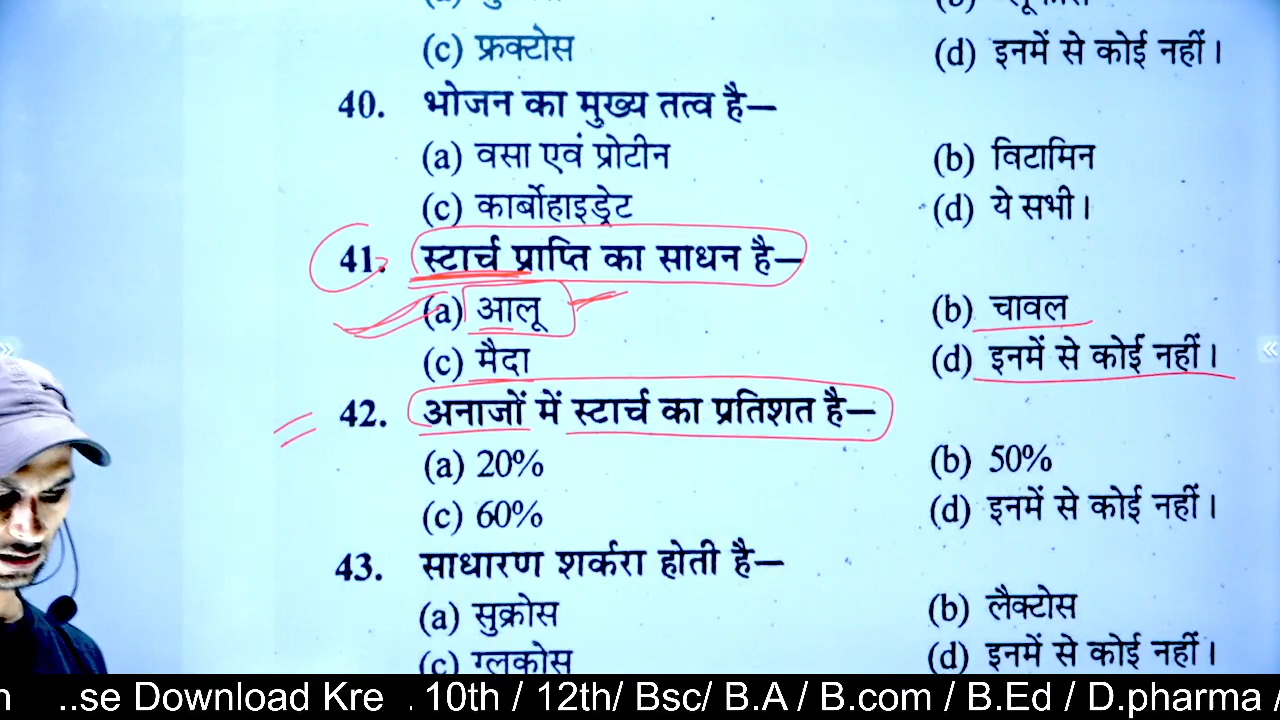 (c) फ्रक्टोस (d) इनमें से कोई नहीं।
40. भोजन का मुख्य तत्व है—
(a) वसा एवं प्रोटीन (b) विटामिन
(c) कार्बोहाइड्रेट (d) ये सभी।
41. स्टार्च प्राप्ति का साधन है—
(a) आलू (b) चावल
(c) मैदा (d) इनमें से कोई नहीं।
42. अनाजों में स्टार्च का प्रतिशत है—
(a) 20% (b) 50%
(c) 60% (d) इनमें से कोई नहीं।
43. साधारण शर्करा होती है—
(a) सुक्रोस (b) लैक्टोस
(c) ग्लूकोस (d) इनमें से कोई नहीं।
..se Download Kre . 10th / 12th/ Bsc/ B.A / B.com / B.Ed / D.pharma /